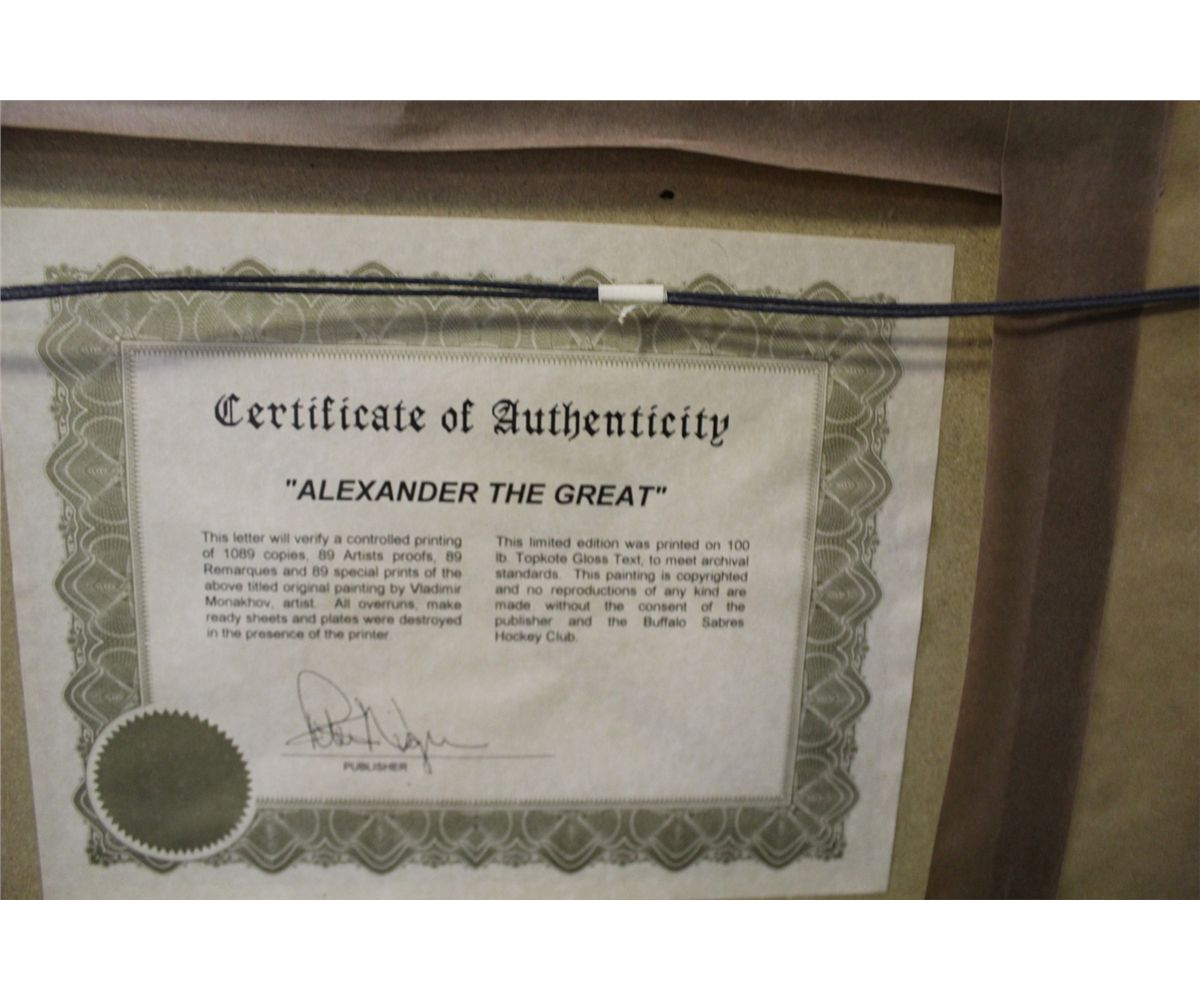 Certificate of Authenticity
"ALEXANDER THE GREAT"
This letter will verify a controlled printing
of 1089 copies, 89 Artists proofs, 89
Remarques and 89 special prints of the
above titled original painting by Vladimir
Monakhov, artist. All overruns, make
ready sheets and plates were destroyed
in the presence of the printer.
This limited edition was printed on 100
lb. Topkote Gloss Text, to meet archival
standards. This painting is copyrighted
and no reproductions of any kind are
made without the consent of the
publisher and the Buffalo Sabres
Hockey Club.
PUBLISHER